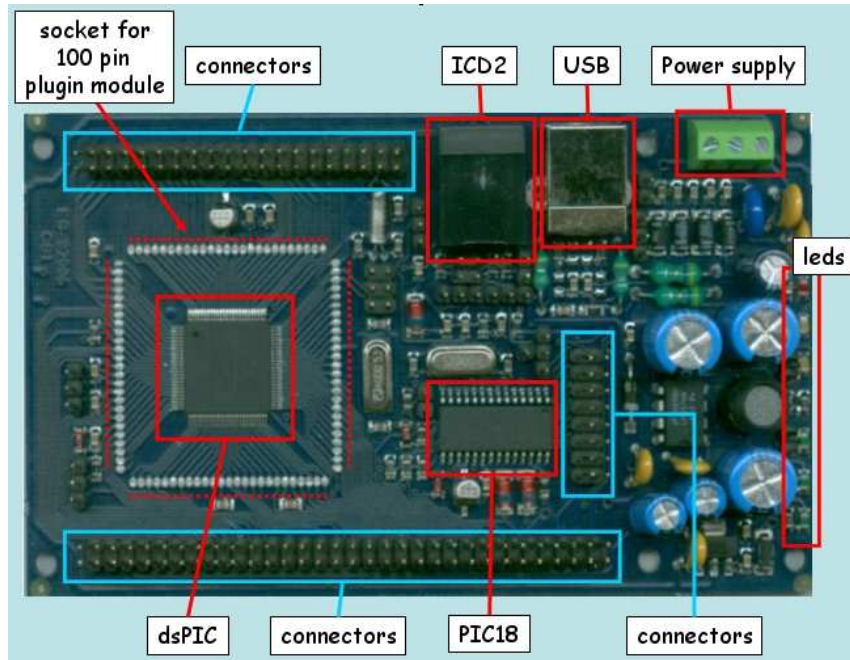 socket for
100 pin
plugin module
connectors
ICD2
USB
Power supply
leds
dsPIC
connectors
PIC18
connectors